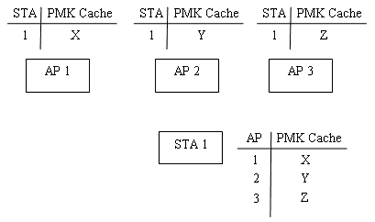 STA PMK Cache
1 X
STA PMK Cache
1 Y
STA PMK Cache
1 Z
AP 1
AP 2
AP 3
STA 1
AP PMK Cache
1 X
2 Y
3 Z